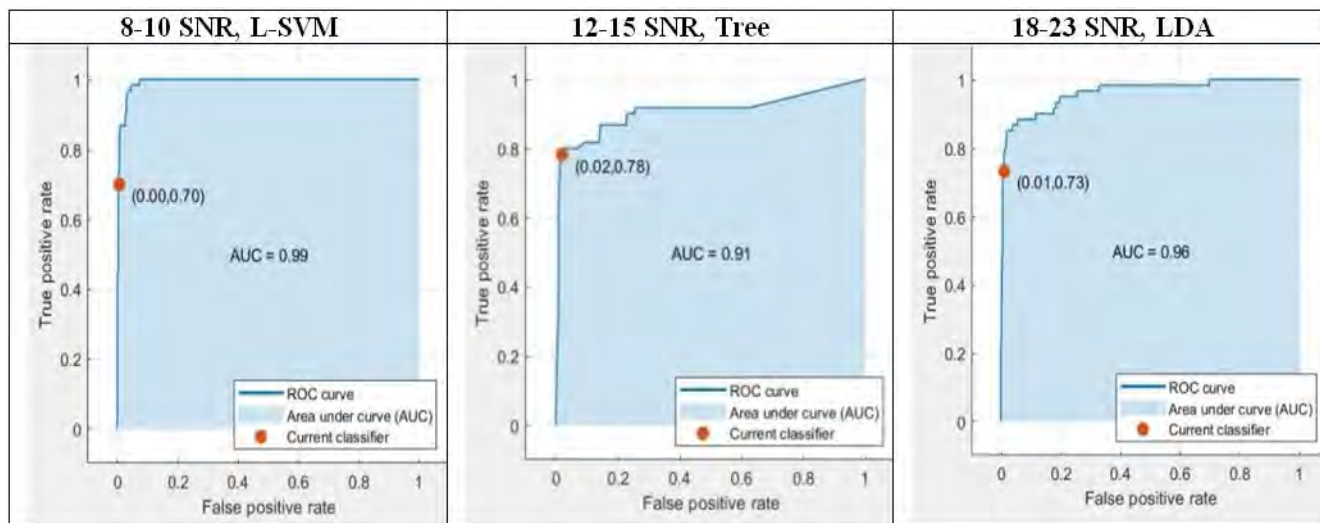 8-10 SNR, L-SVM
12-15 SNR, Tree
18-23 SNR, LDA
1
0.8
0.6
0.4
0.2
0
True positive rate
(0.00,0.70)
AUC = 0.99
ROC curve
Area under curve (AUC)
Current classifier
0 0.2 0.4 0.6 0.8 1
False positive rate
1
0.8
0.6
0.4
0.2
0
True positive rate
(0.02,0.78)
AUC = 0.91
ROC curve
Area under curve (AUC)
Current classifier
0 0.2 0.4 0.6 0.8 1
False positive rate
1
0.8
0.6
0.4
0.2
0
True positive rate
(0.01,0.73)
AUC = 0.96
ROC curve
Area under curve (AUC)
Current classifier
0 0.2 0.4 0.6 0.8 1
False positive rate